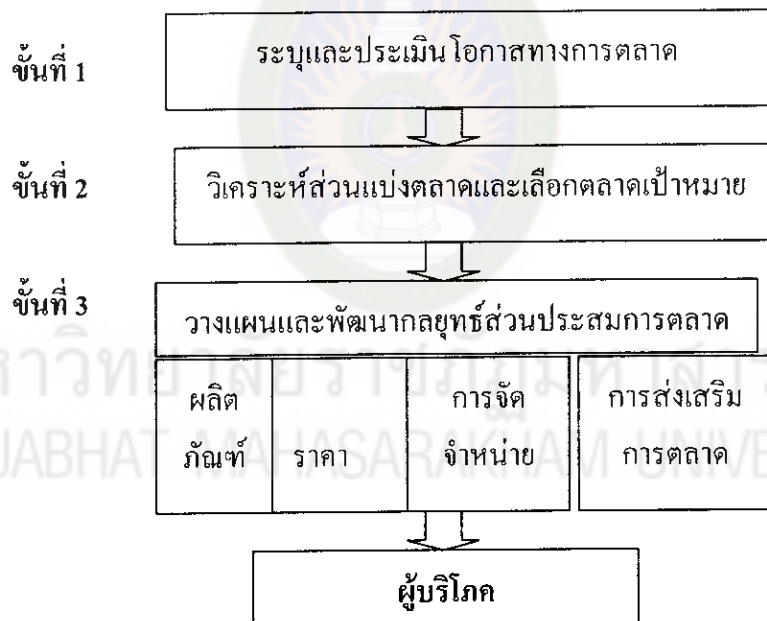 ขั้นที่ 1
ระบุและประเมินโอกาสทางการตลาด
ขั้นที่ 2
วิเคราะห์ส่วนแบ่งตลาดและเลือกตลาดเป้าหมาย
ขั้นที่ 3
วางแผนและพัฒนากลยุทธ์ส่วนประสมการตลาด
ผลิต
ภัณฑ์
ราคา
การจัด
จำหน่าย
การส่งเสริม
การตลาด
ผู้บริโภค
MAHASARAKHAM